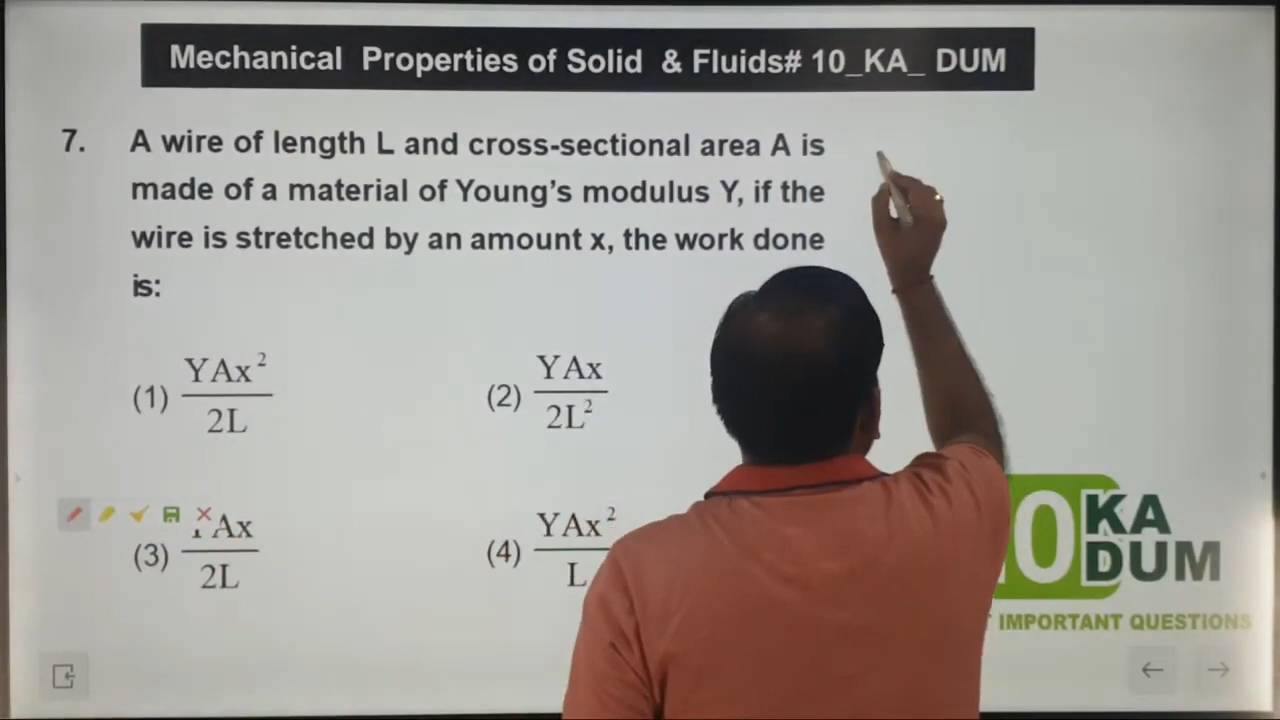 Mechanical Properties of Solid & Fluids# 10_KA_ DUM
7. A wire of length L and cross-sectional area A is
made of a material of Young's modulus Y, if the
wire is stretched by an amount x, the work done
is:
(1) YAx²
2L
(2) YAx
2L²
(3) Ax
2L
(4) YAx²
L
0 KA
DUM
IMPORTANT QUESTIONS